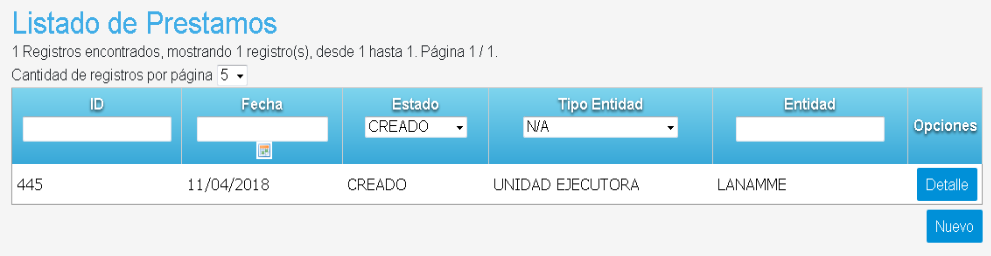 Listado de Prestamos
1 Registros encontrados, mostrando 1 registro(s), desde 1 hasta 1. Página 1 / 1.
Cantidad de registros por página 5
ID Fecha Estado Tipo Entidad Entidad Opciones
CREADO N/A
445 11/04/2018 CREADO UNIDAD EJECUTORA LANAMME Detalle
Nuevo